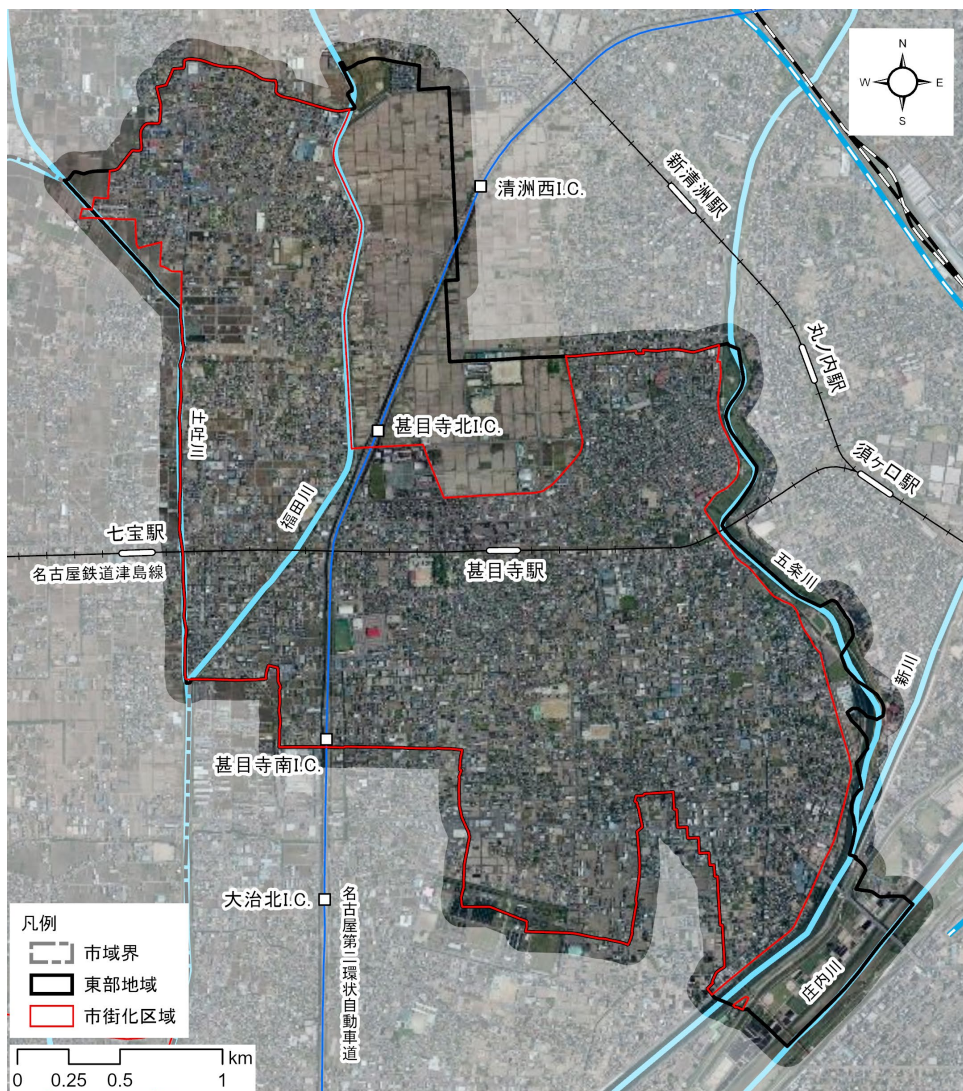 N
W E
S
清洲西I.C.
新清洲駅
丸ノ内駅
須ヶ口駅
甚目寺北I.C.
土吐川
福田川
七宝駅
名古屋鉄道津島線
甚目寺駅
五条川
新川
甚目寺南I.C.
大治北I.C.
名古屋第二環状自動車道
庄内川
凡例
市域界
東部地域
市街化区域
km
0 0.25 0.5 1